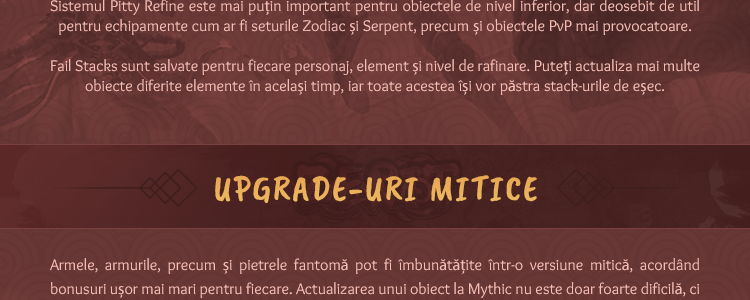 Sistemul Pitty Refine este mai puțin important pentru obiectele de nivel inferior, dar deosebit de util
pentru echipamente cum ar fi seturile Zodiac și Serpent, precum și obiectele PvP mai provocatoare.
Fail Stacks sunt salvate pentru fiecare personaj, element și nivel de rafinare. Puteți actualiza mai multe
obiecte diferite elemente în același timp, iar toate acestea își vor păstra stack-urile de eșec.
UPGRADE-URI MITICE
Armele, armurile, precum și pietrele fantomă pot fi îmbunătățite într-o versiune mitică, acordând
bonusuri ușor mai mari pentru fiecare. Actualizarea unui obiect la Mythic nu este doar foarte dificilă, ci